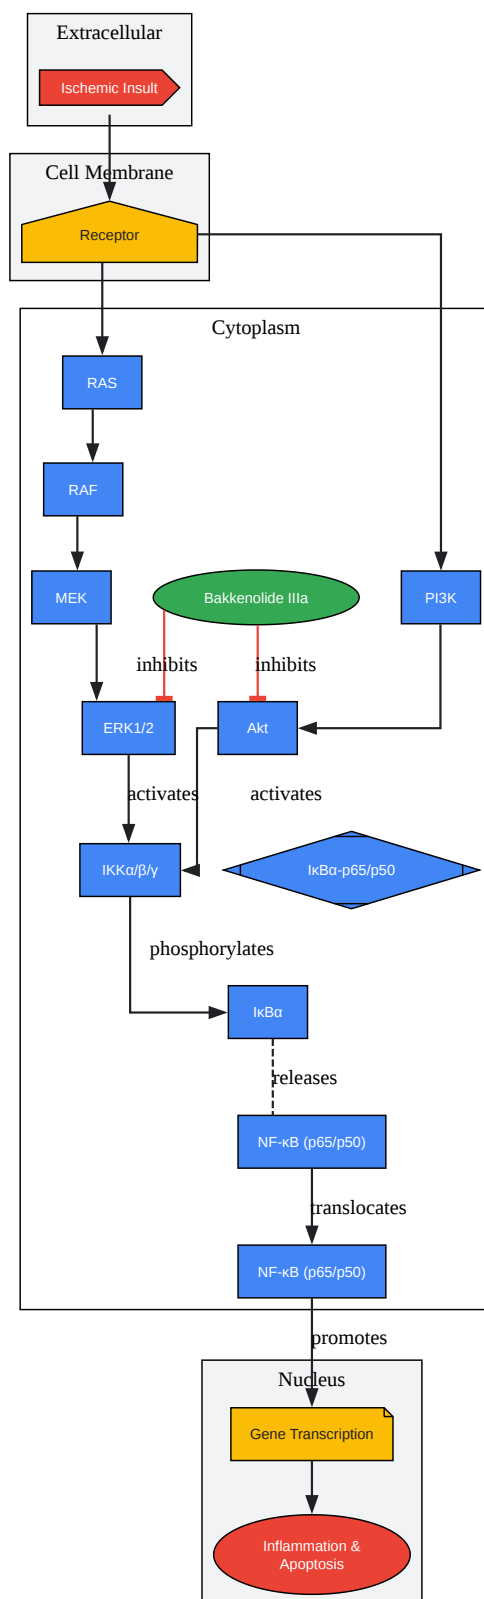 Extracellular
Ischemic Insult
Cell Membrane
Receptor
Cytoplasm
RAS
RAF
MEK
Bakkenolide IIIa
PI3K
inhibits
inhibits
ERK1/2
Akt
activates
activates
IKKα/β/γ
IκBα-p65/p50
phosphorylates
IκBα
releases
NF-κB (p65/p50)
translocates
NF-κB (p65/p50)
promotes
Nucleus
Gene Transcription
Inflammation &
Apoptosis